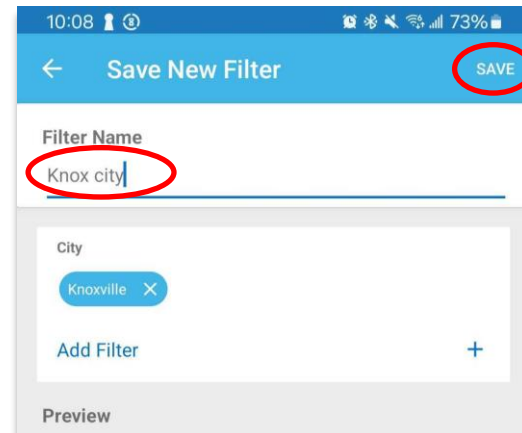 10:08 73%
Save New Filter SAVE
Filter Name
Knox city
City
Knoxville
Add Filter +
Preview